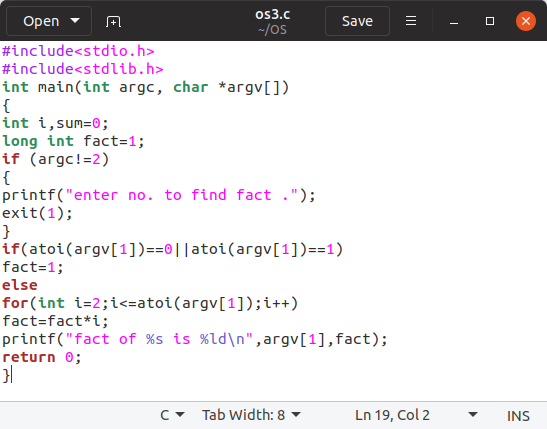 Open os3.c Save
~/OS
#include<stdio.h>
#include<stdlib.h>
int main(int argc, char *argv[])
{
int i,sum=0;
long int fact=1;
if (argc!=2)
{
printf("enter no. to find fact .");
exit(1);
}
if(atoi(argv[1])==0||atoi(argv[1])==1)
fact=1;
else
for(int i=2;i<=atoi(argv[1]);i++)
fact=fact*i;
printf("fact of %s is %ld\n",argv[1],fact);
return 0;
}
C Tab Width: 8 Ln 19, Col 2 INS